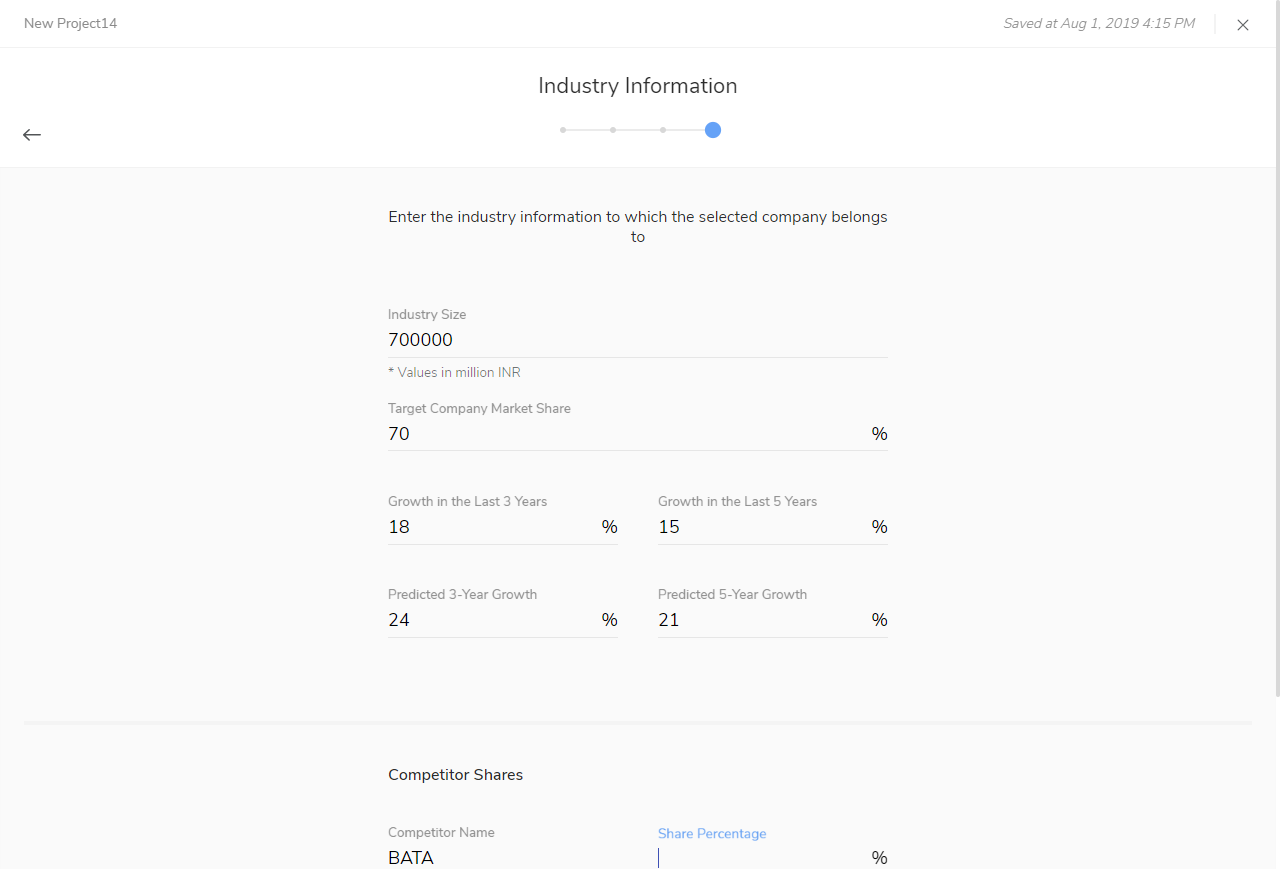 New Project14
Saved at Aug 1, 2019 4:15 PM
Industry Information
Enter the industry information to which the selected company belongs
to
Industry Size
700000
* Values in million INR
Target Company Market Share
70 %
Growth in the Last 3 Years Growth in the Last 5 Years
18 % 15 %
Predicted 3-Year Growth Predicted 5-Year Growth
24 % 21 %
Competitor Shares
Competitor Name Share Percentage
BATA %